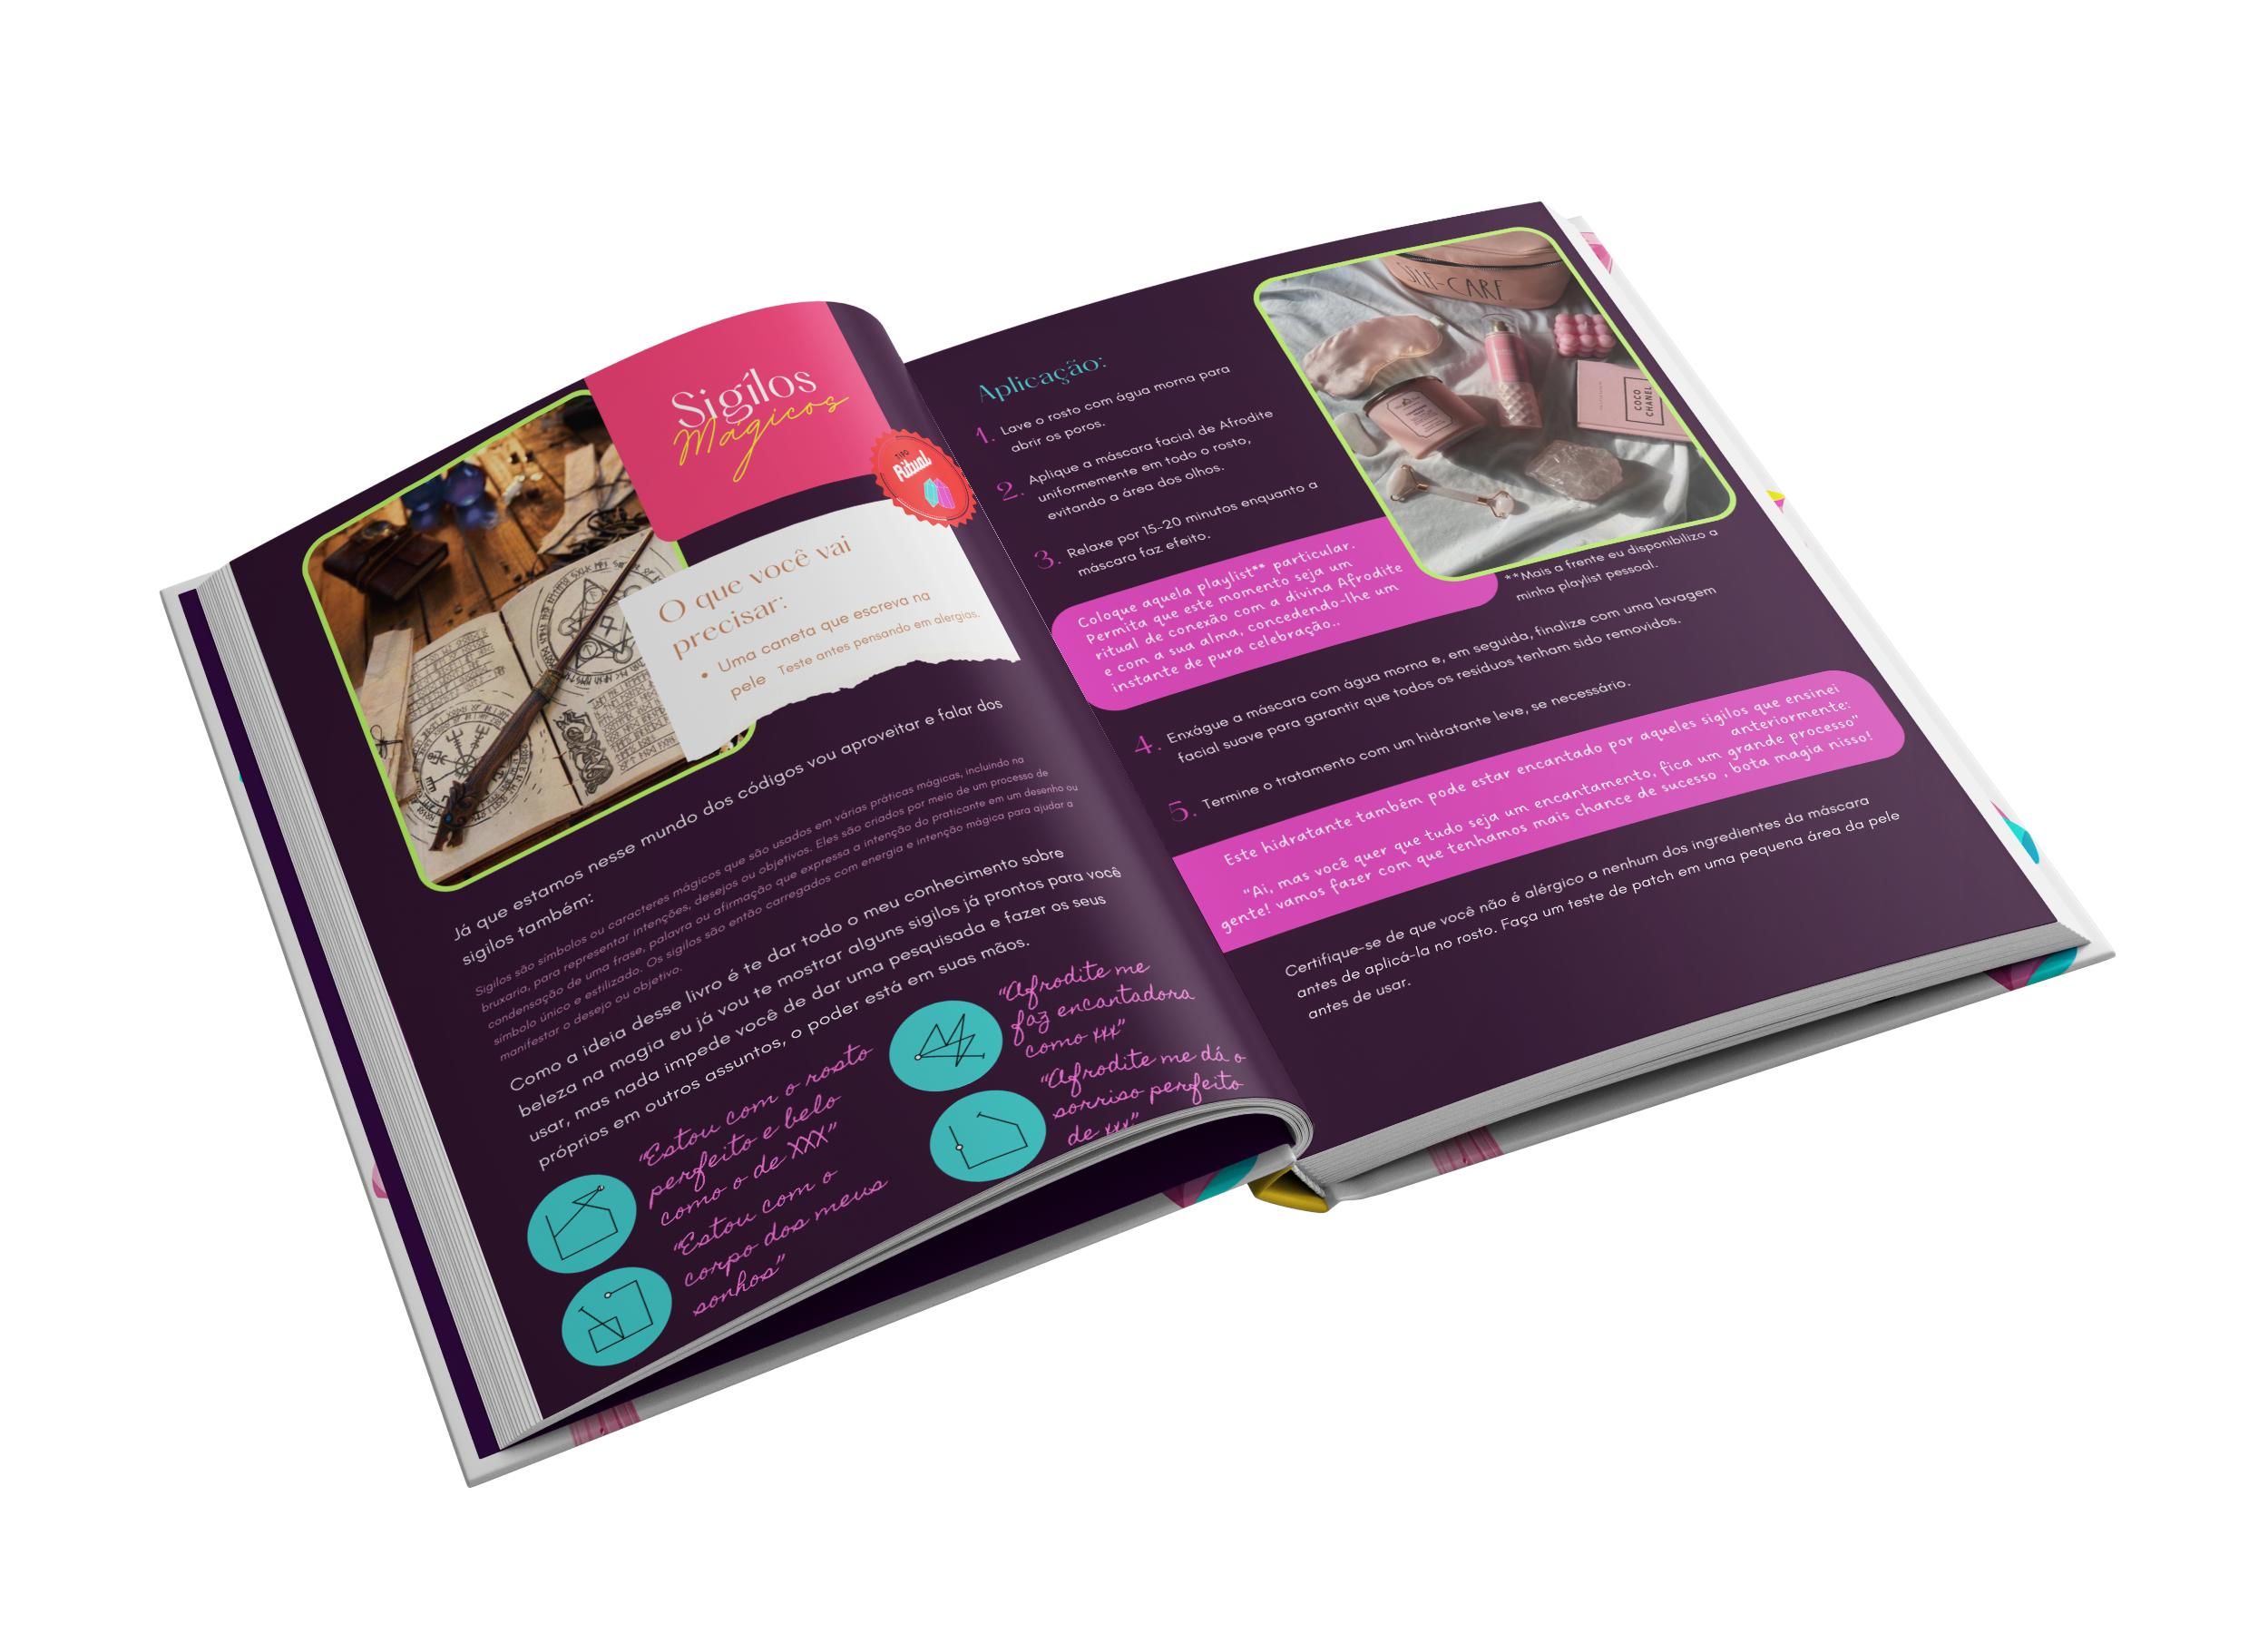 Sigílos
Mágicos
TIPO
Ritual
O que você vai
precisar:
• Uma caneta que escreva na
pele Teste antes pensando em alergias.
Já que estamos nesse mundo dos códigos vou aproveitar e falar dos
sigilos também:
Sigilos são símbolos ou caracteres mágicos que são usados em várias práticas mágicas, incluindo na
bruxaria, para representar intenções, desejos ou objetivos. Eles são criados por meio de um processo de
condensação de uma frase, palavra ou afirmação que expressa a intenção do praticante em um desenho ou
símbolo único e estilizado. Os sigilos são então carregados com energia e intenção mágica para ajudar a
manifestar o desejo ou objetivo.
Como a ideia desse livro é te dar todo o meu conhecimento sobre
beleza na magia eu já vou te mostrar alguns sigilos já prontos para você
usar, mas nada impede você de dar uma pesquisada e fazer os seus
próprios em outros assuntos, o poder está em suas mãos.
"Estou com o rosto
perfeito e belo
como o de XXX"
"Estou com o
corpo dos meus
sonhos"
"Afrodite me
faz encantadora
como xxx"
"Afrodite me dá o
sorriso perfeito
de xxx"
Aplicação:
1. Lave o rosto com água morna para
abrir os poros.
2. Aplique a máscara facial de Afrodite
uniformemente em todo o rosto,
evitando a área dos olhos.
3. Relaxe por 15-20 minutos enquanto a
máscara faz efeito.
Coloque aquela playlist** particular.
Permita que este momento seja um
ritual de conexão com a divina Afrodite
e com a sua alma, concedendo-lhe um
instante de pura celebração..
SELF-CARE
COCO
CHANEL
**Mais a frente eu disponibilizo a
minha playlist pessoal.
4. Enxágue a máscara com água morna e, em seguida, finalize com uma lavagem
facial suave para garantir que todos os resíduos tenham sido removidos.
5. Termine o tratamento com um hidratante leve, se necessário.
Este hidratante também pode estar encantado por aqueles sigilos que ensinei
anteriormente:
"Ai, mas você quer que tudo seja um encantamento, fica um grande processo"
gente! vamos fazer com que tenhamos mais chance de sucesso , bota magia nisso!
Certifique-se de que você não é alérgico a nenhum dos ingredientes da máscara
antes de aplicá-la no rosto. Faça um teste de patch em uma pequena área da pele
antes de usar.